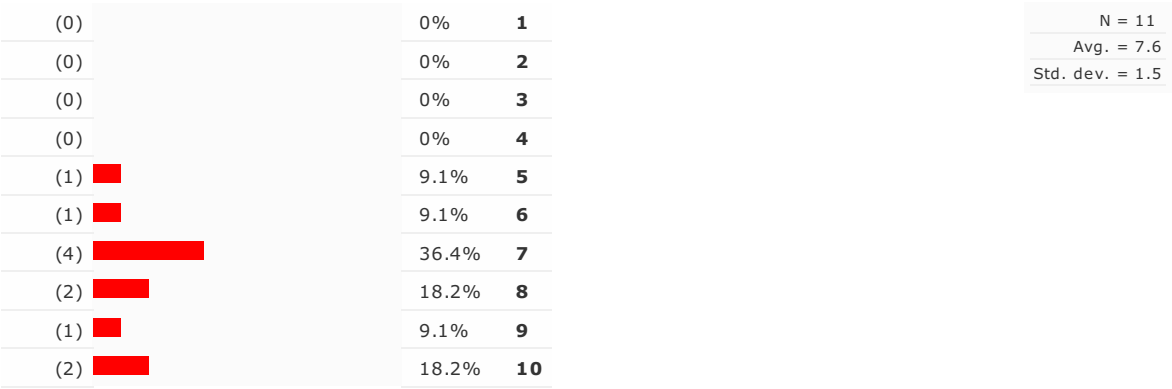 (0) 0% 1
(0) 0% 2
(0) 0% 3
(0) 0% 4
(1) 9.1% 5
(1) 9.1% 6
(4) 36.4% 7
(2) 18.2% 8
(1) 9.1% 9
(2) 18.2% 10
N = 11
Avg. = 7.6
Std. dev. = 1.5